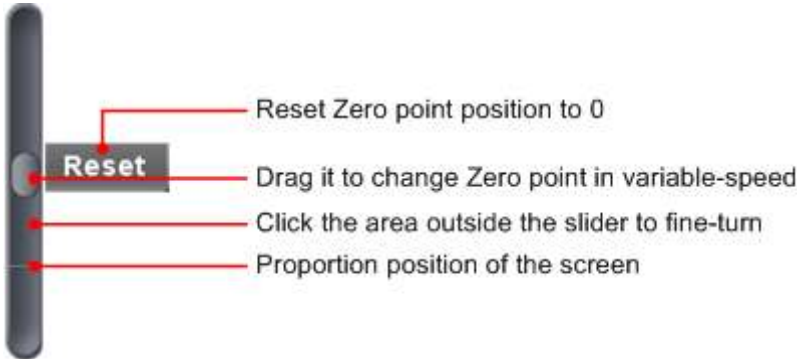 Reset Zero point position to 0
Reset
Drag it to change Zero point in variable-speed
Click the area outside the slider to fine-turn
Proportion position of the screen